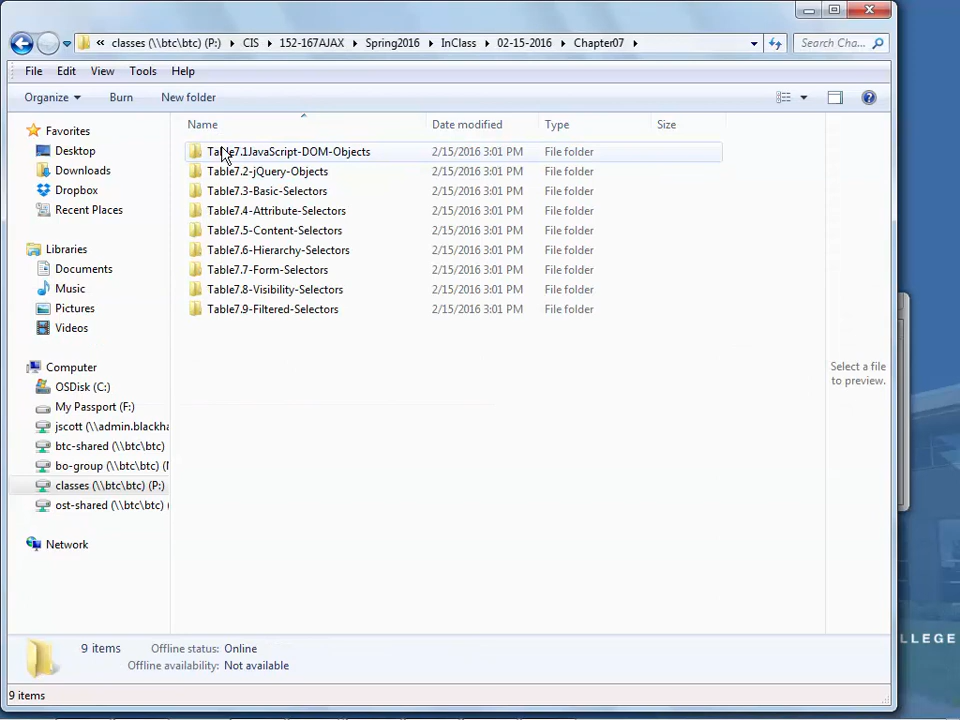 « classes (\\btc\btc) (P:) ▸ CIS ▸ 152-167AJAX ▸ Spring2016 ▸ InClass ▸ 02-15-2016 ▸ Chapter07 ▸
Search Cha...
File Edit View Tools Help
Organize Burn New folder
Name Date modified Type Size
Table7.1JavaScript-DOM-Objects 2/15/2016 3:01 PM File folder
Table7.2-jQuery-Objects 2/15/2016 3:01 PM File folder
Table7.3-Basic-Selectors 2/15/2016 3:01 PM File folder
Table7.4-Attribute-Selectors 2/15/2016 3:01 PM File folder
Table7.5-Content-Selectors 2/15/2016 3:01 PM File folder
Table7.6-Hierarchy-Selectors 2/15/2016 3:01 PM File folder
Table7.7-Form-Selectors 2/15/2016 3:01 PM File folder
Table7.8-Visibility-Selectors 2/15/2016 3:01 PM File folder
Table7.9-Filtered-Selectors 2/15/2016 3:01 PM File folder
Favorites
Desktop
Downloads
Dropbox
Recent Places
Libraries
Documents
Music
Pictures
Videos
Computer
OSDisk (C:)
My Passport (F:)
jscott (\\admin.blackha
btc-shared (\\btc\btc)
bo-group (\\btc\btc) (
classes (\\btc\btc) (P:)
ost-shared (\\btc\btc) (
Network
Select a file
to preview.
9 items Offline status: Online
Offline availability: Not available
9 items
OLLEGE